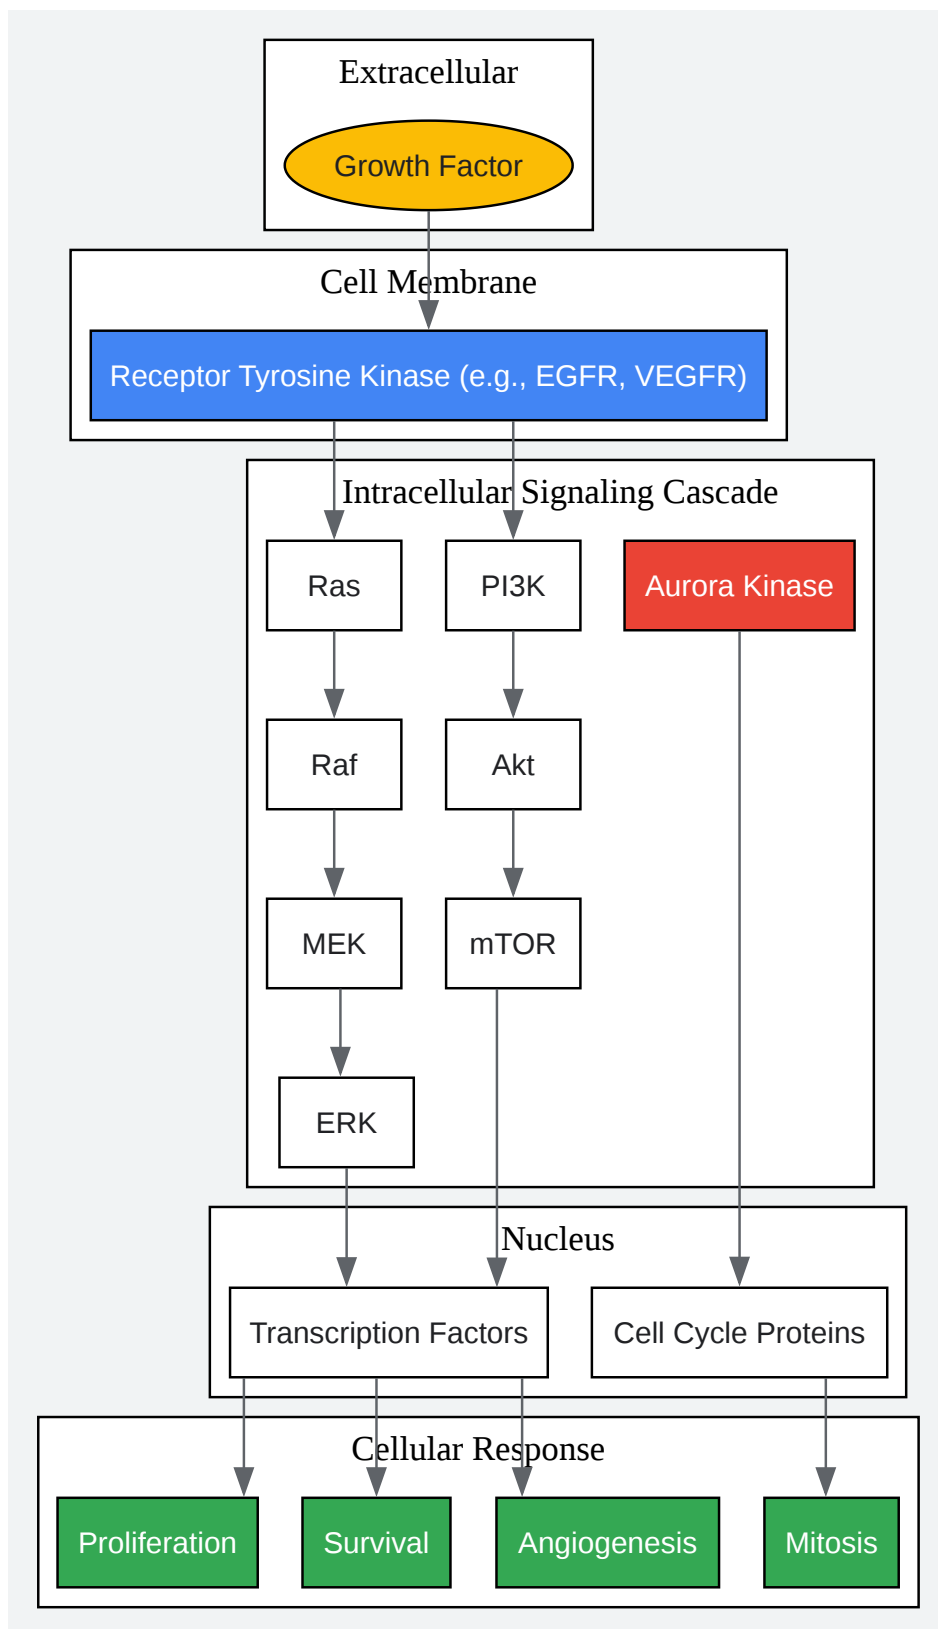 Extracellular
Growth Factor
Cell Membrane
Receptor Tyrosine Kinase (e.g., EGFR, VEGFR)
Intracellular Signaling Cascade
Ras
PI3K
Aurora Kinase
Raf
Akt
MEK
mTOR
ERK
Nucleus
Transcription Factors
Cell Cycle Proteins
Cellular Response
Proliferation
Survival
Angiogenesis
Mitosis